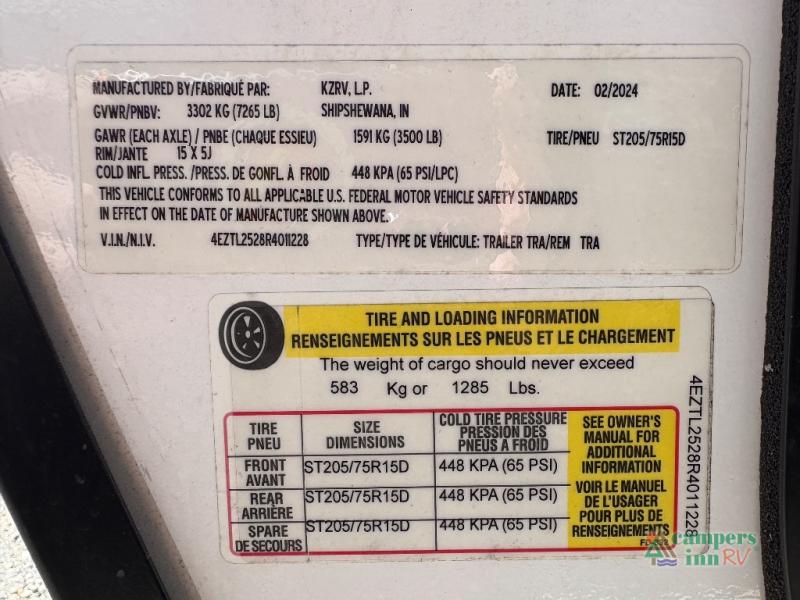 MANUFACTURED BY/FABRIQUÉ PAR: KZRV, L.P. DATE: 02/2024
GVWR/PNBV: 3302 KG (7265 LB) SHIPSHEWANA, IN
GAWR (EACH AXLE) / PNBE (CHAQUE ESSIEU) 1591 KG (3500 LB) TIRE/PNEU ST205/75R15D
RIM/JANTE 15 X 5J
COLD INFL. PRESS./PRESS. DE GONFL. À FROID 448 KPA (65 PSI/LPC)
THIS VEHICLE CONFORMS TO ALL APPLICABLE U.S. FEDERAL MOTOR VEHICLE SAFETY STANDARDS
IN EFFECT ON THE DATE OF MANUFACTURE SHOWN ABOVE.
V.I.N./N.I.V. 4EZTL2528R4011228 TYPE/TYPE DE VÉHICULE: TRAILER TRA/REM TRA
TIRE AND LOADING INFORMATION
RENSEIGNEMENTS SUR LES PNEUS ET LE CHARGEMENT
The weight of cargo should never exceed
583 Kg or 1285 Lbs.
TIRE
PNEU
SIZE
DIMENSIONS
COLD TIRE PRESSURE
PRESSION DES
PNEUS A FROID
FRONT
AVANT
ST205/75R15D
448 KPA (65 PSI)
REAR
ARRIÈRE
ST205/75R15D
448 KPA (65 PSI)
SPARE
DE SECOURS
ST205/75R15D
448 KPA (65 PSI)
SEE OWNER'S
MANUAL FOR
ADDITIONAL
INFORMATION
VOIR LE MANUEL
DE L'USAGER
POUR PLUS DE
RENSEIGNEMENTS
4EZTL2528R4011228
campers
inn RV